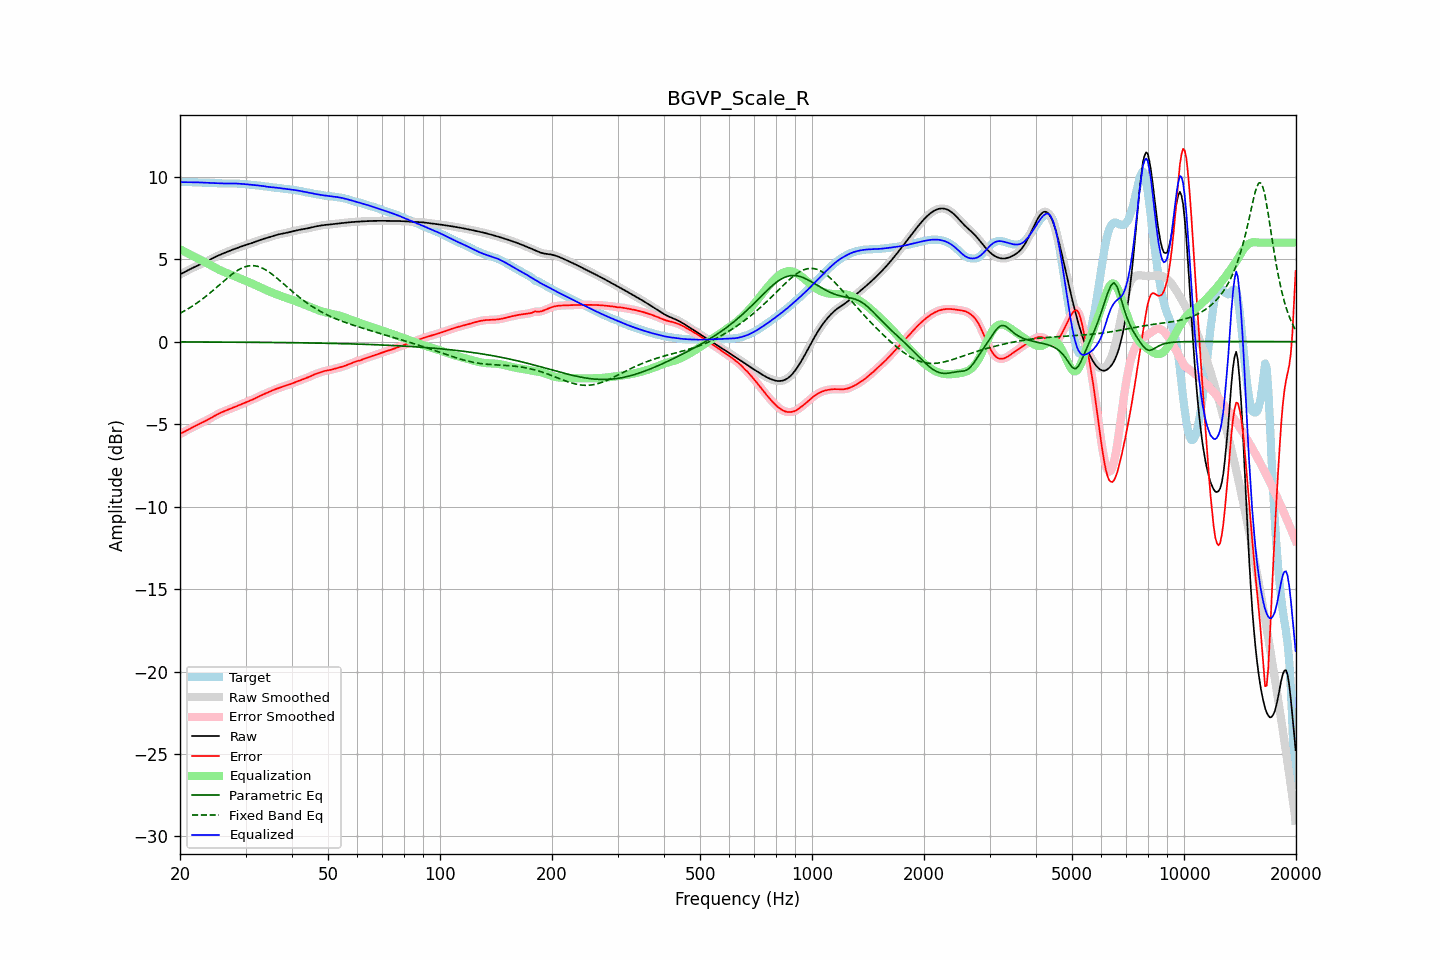 BGVP_Scale_R
Amplitude (dBr)
10
5
0
−5
−10
−15
−20
−25
−30
Target
Raw Smoothed
Error Smoothed
Raw
Error
Equalization
Parametric Eq
Fixed Band Eq
Equalized
20 50 100 200 500 1000 2000 5000 10000 20000
Frequency (Hz)